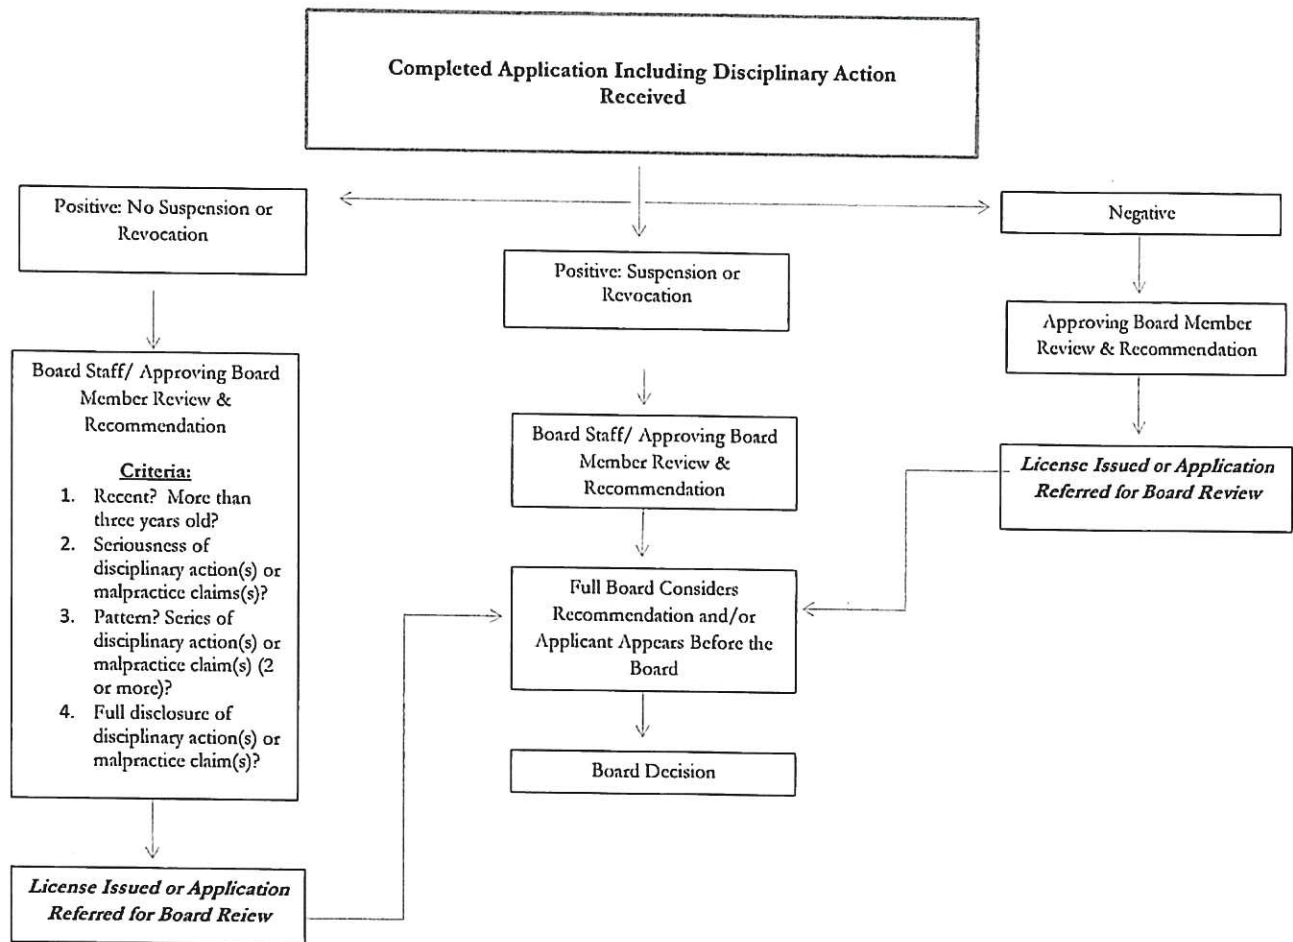 Completed Application Including Disciplinary Action
Received
Positive: No Suspension or
Revocation
Board Staff/ Approving Board
Member Review &
Recommendation
Criteria:
1. Recent? More than
three years old?
2. Seriousness of
disciplinary action(s) or
malpractice claims(s)?
3. Pattern? Series of
disciplinary action(s) or
malpractice claim(s) (2
or more)?
4. Full disclosure of
disciplinary action(s) or
malpractice claim(s)?
License Issued or Application
Referred for Board Reiew
Positive: Suspension or
Revocation
Board Staff/ Approving Board
Member Review &
Recommendation
Full Board Considers
Recommendation and/or
Applicant Appears Before the
Board
Board Decision
Negative
Approving Board Member
Review & Recommendation
License Issued or Application
Referred for Board Review